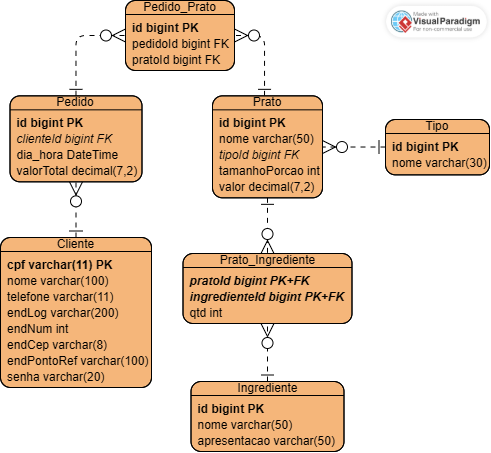 Pedido_Prato
id bigint PK
pedidoId bigint FK
pratoId bigint FK
Made with
Visual Paradigm
For non-commercial use
Pedido
id bigint PK
clienteId bigint FK
dia_hora DateTime
valorTotal decimal(7,2)
Prato
id bigint PK
nome varchar(50)
tipoId bigint FK
tamanhoPorcao int
valor decimal(7,2)
Tipo
id bigint PK
nome varchar(30)
Cliente
cpf varchar(11) PK
nome varchar(100)
telefone varchar(11)
endLog varchar(200)
endNum int
endCep varchar(8)
endPontoRef varchar(100)
senha varchar(20)
Prato_Ingrediente
pratoId bigint PK+FK
ingredienteId bigint PK+FK
qtd int
Ingrediente
id bigint PK
nome varchar(50)
apresentacao varchar(50)